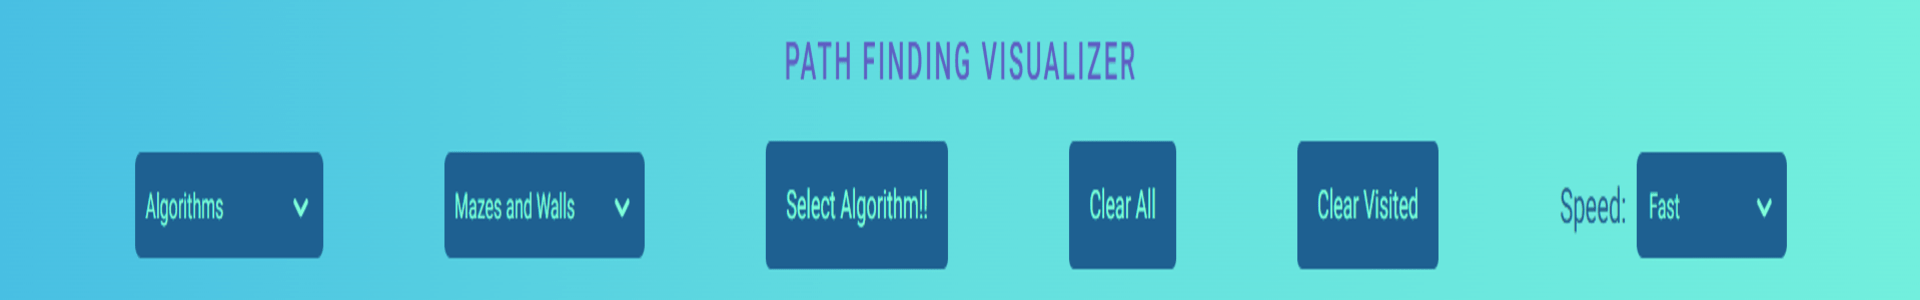 PATH FINDING VISUALIZER
Algorithms Mazes and Walls Select Algorithm!! Clear All Clear Visited Speed: Fast